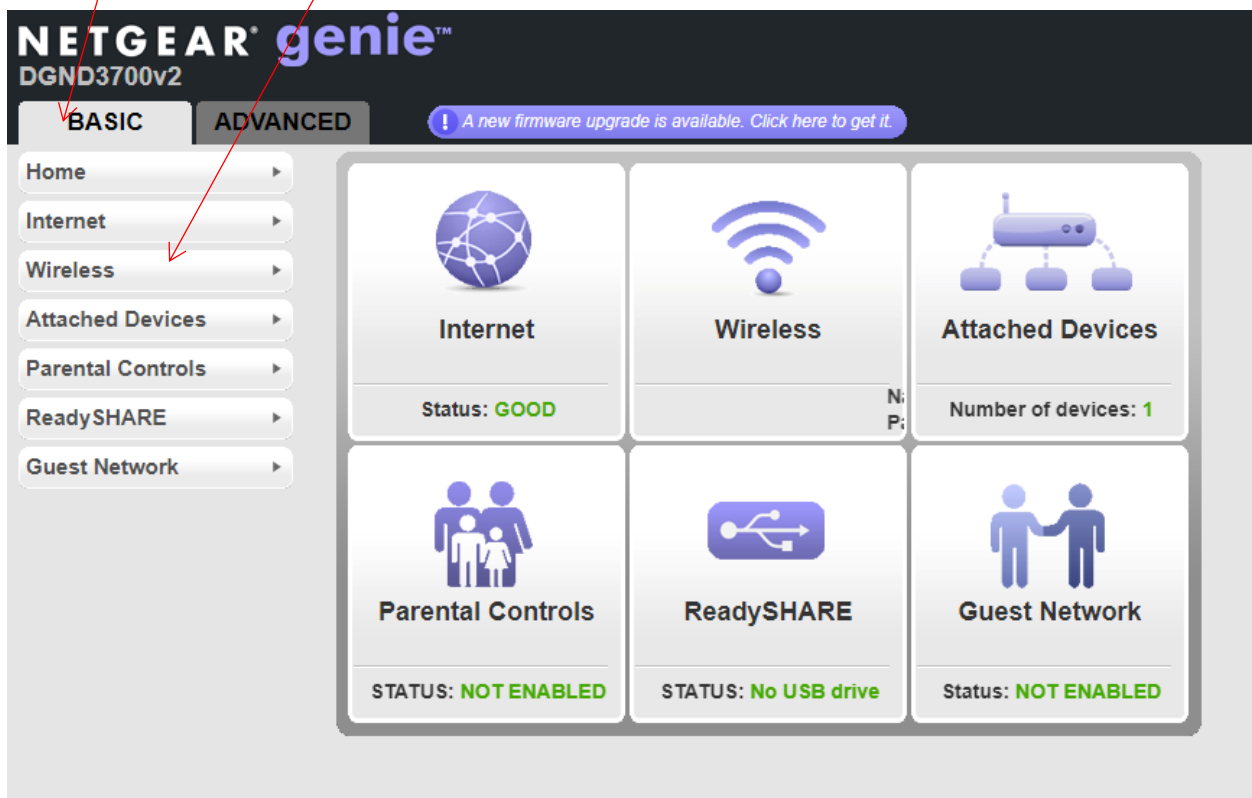 NETGEAR® genie™
DGND3700v2
BASIC
ADVANCED
! A new firmware upgrade is available. Click here to get it.
Home
Internet
Wireless
Attached Devices
Parental Controls
ReadySHARE
Guest Network
Internet
Status: GOOD
Wireless
Attached Devices
Number of devices: 1
Parental Controls
STATUS: NOT ENABLED
ReadySHARE
STATUS: No USB drive
Guest Network
Status: NOT ENABLED